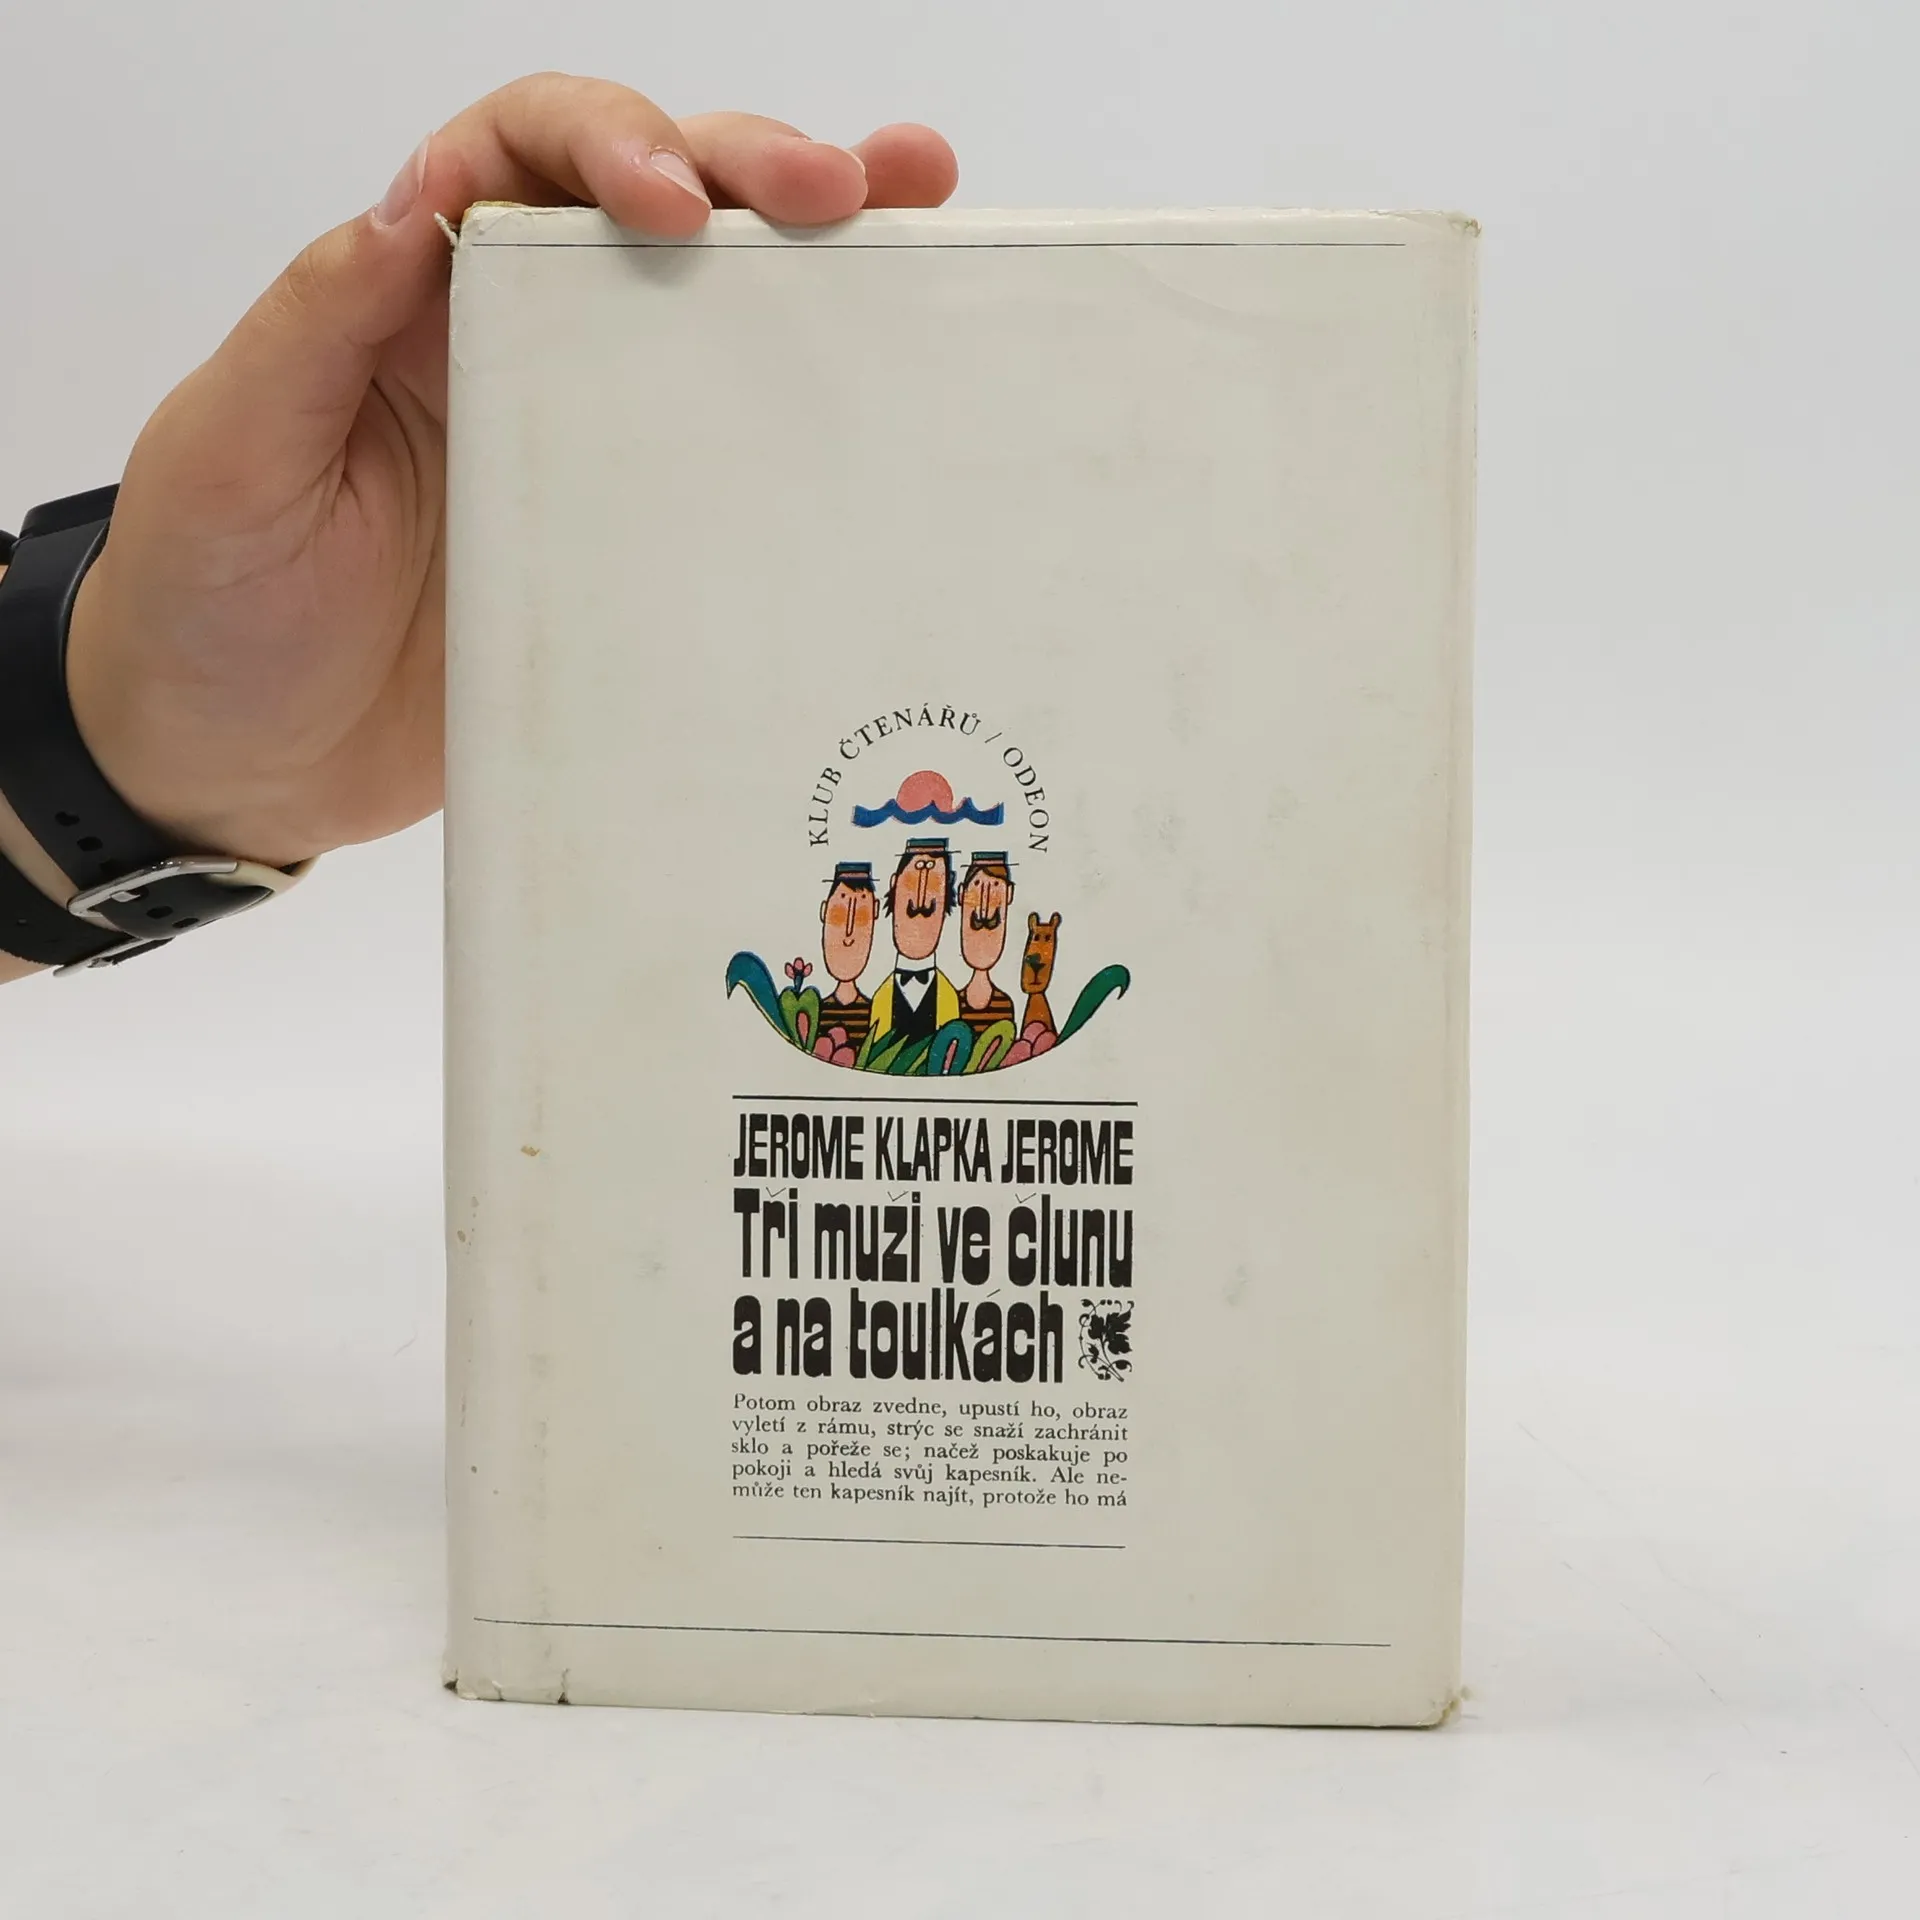 KLUB ČTENÁŘŮ / ODEON
JEROME KLAPKA JEROME
Tři muži ve člunu
a na toulkách
Potom obraz zvedne, upustí ho, obraz
vyletí z rámu, strýc se snaží zachránit
sklo a pořeže se; načež poskakuje po
pokoji a hledá svůj kapesník. Ale ne-
může ten kapesník najít, protože ho má